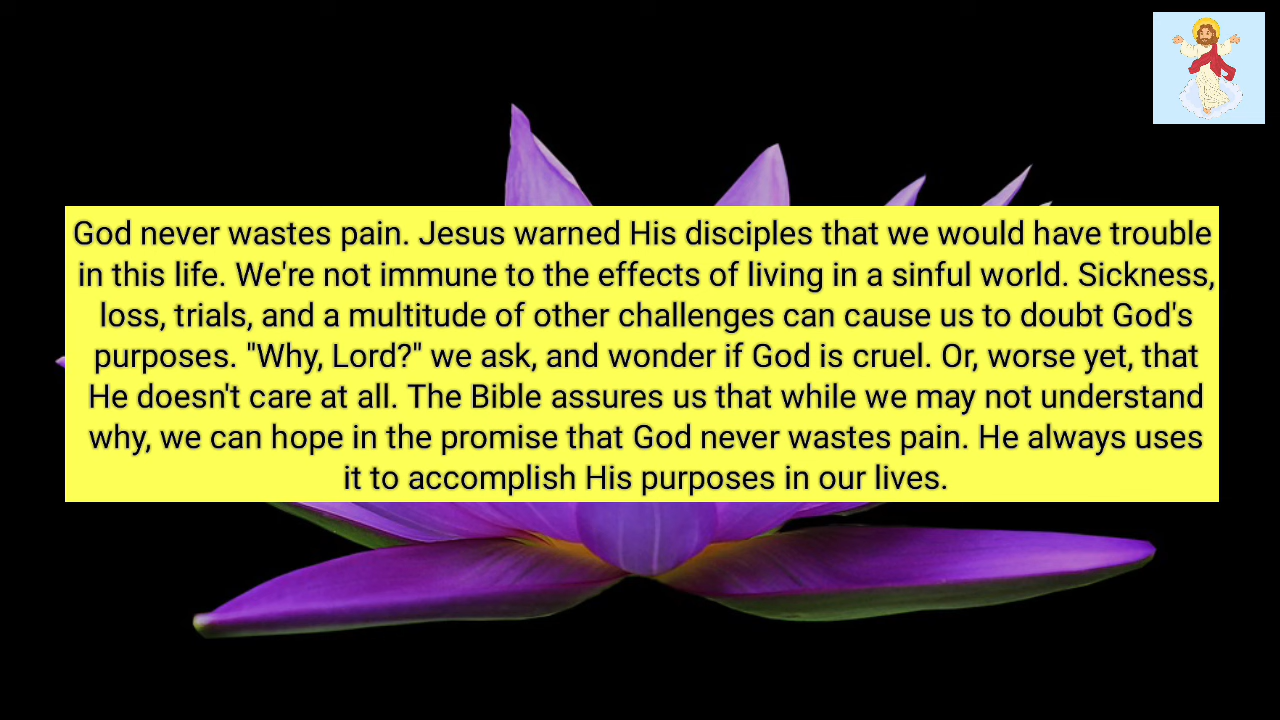 God never wastes pain. Jesus warned His disciples that we would have trouble
in this life. We're not immune to the effects of living in a sinful world. Sickness,
loss, trials, and a multitude of other challenges can cause us to doubt God's
purposes. "Why, Lord?" we ask, and wonder if God is cruel. Or, worse yet, that
He doesn't care at all. The Bible assures us that while we may not understand
why, we can hope in the promise that God never wastes pain. He always uses
it to accomplish His purposes in our lives.